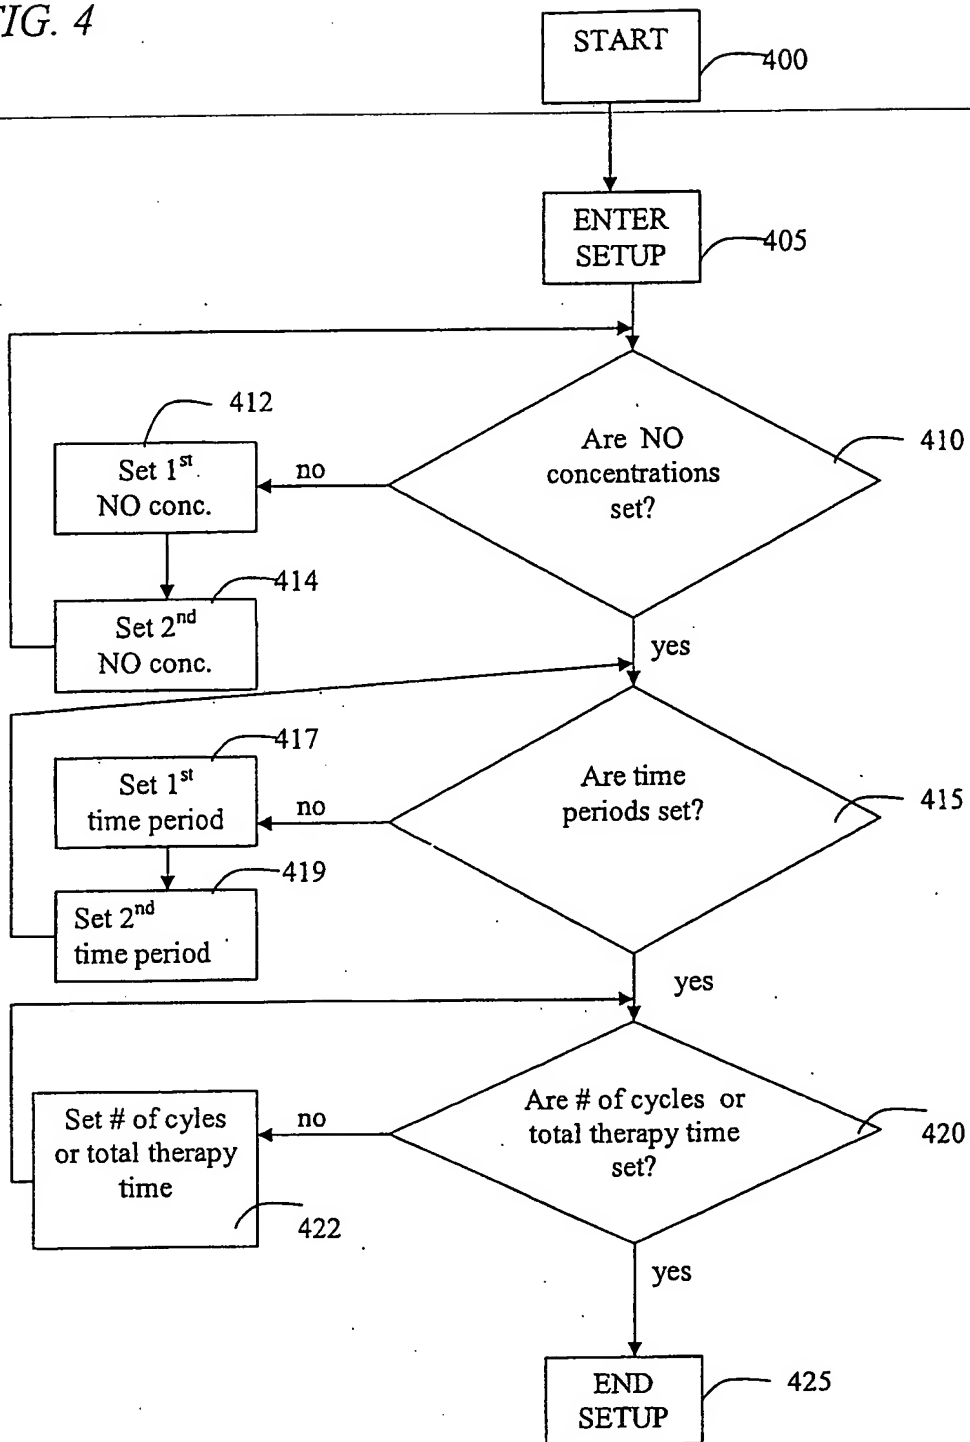 FIG. 4
START
400
ENTER
SETUP
405
Are NO
concentrations
set?
410
no
412
Set 1st
NO conc.
414
Set 2nd
NO conc.
yes
417
Set 1st
time period
no
Are time
periods set?
415
419
Set 2nd
time period
yes
Are # of cycles or
total therapy time
set?
420
no
Set # of cyles
or total therapy
time
422
yes
END
SETUP
425